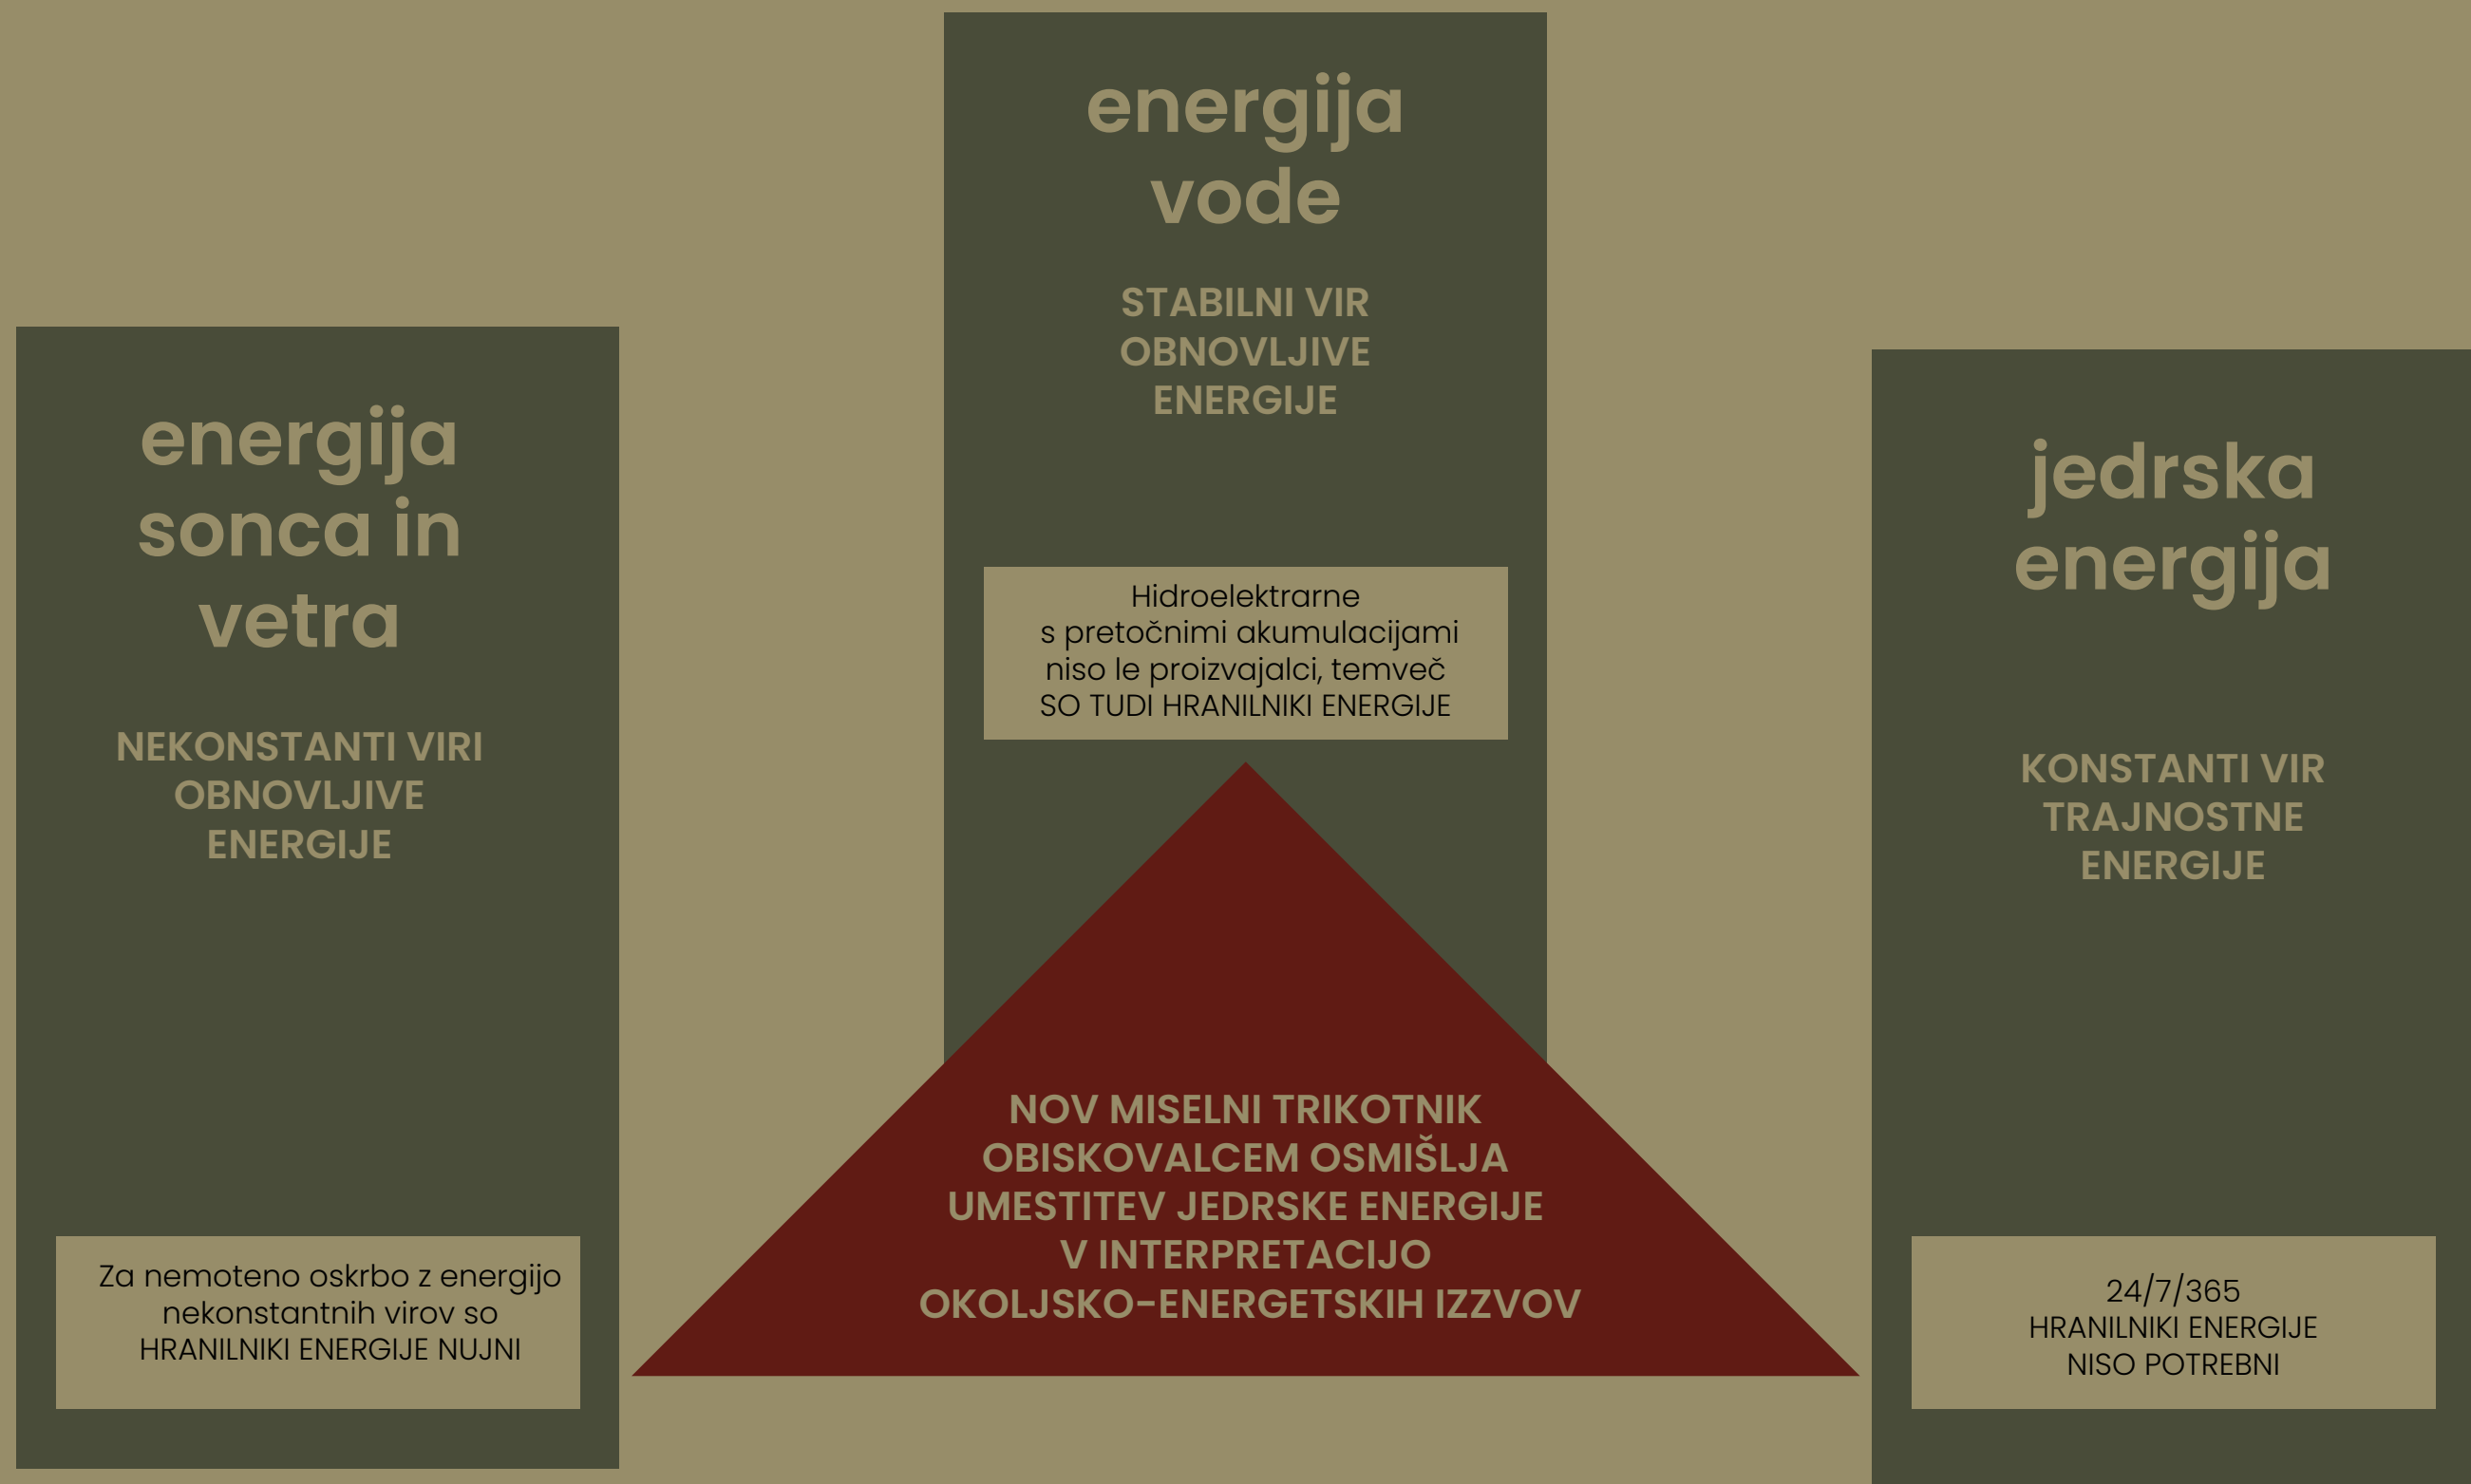 energija
sonca in
vetra
NEKONSTANTI VIRI
OBNOVLJIVE
ENERGIJE
Za nemoteno oskrbo z energijo
nekonstantnih virov so
HRANILNIKI ENERGIJE NUJNI
energija
vode
STABILNI VIR
OBNOVLJIVE
ENERGIJE
Hidroelektrarne
s pretočnimi akumulacijami
niso le proizvajalci, temveč
SO TUDI HRANILNIKI ENERGIJE
NOV MISELNI TRIKOTNIK
OBISKOVALCEM OSMIŠLJA
UMESTITEV JEDRSKE ENERGIJE
V INTERPRETACIJO
OKOLJSKO-ENERGETSKIH IZZVOV
jedrska
energija
KONSTANTI VIR
TRAJNOSTNE
ENERGIJE
24/7/365
HRANILNIKI ENERGIJE
NISO POTREBNI